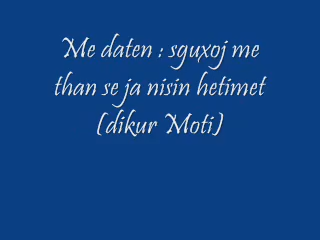 Me daten : sguxoj me
than se ja nisin hetimet
(dikur Moti)